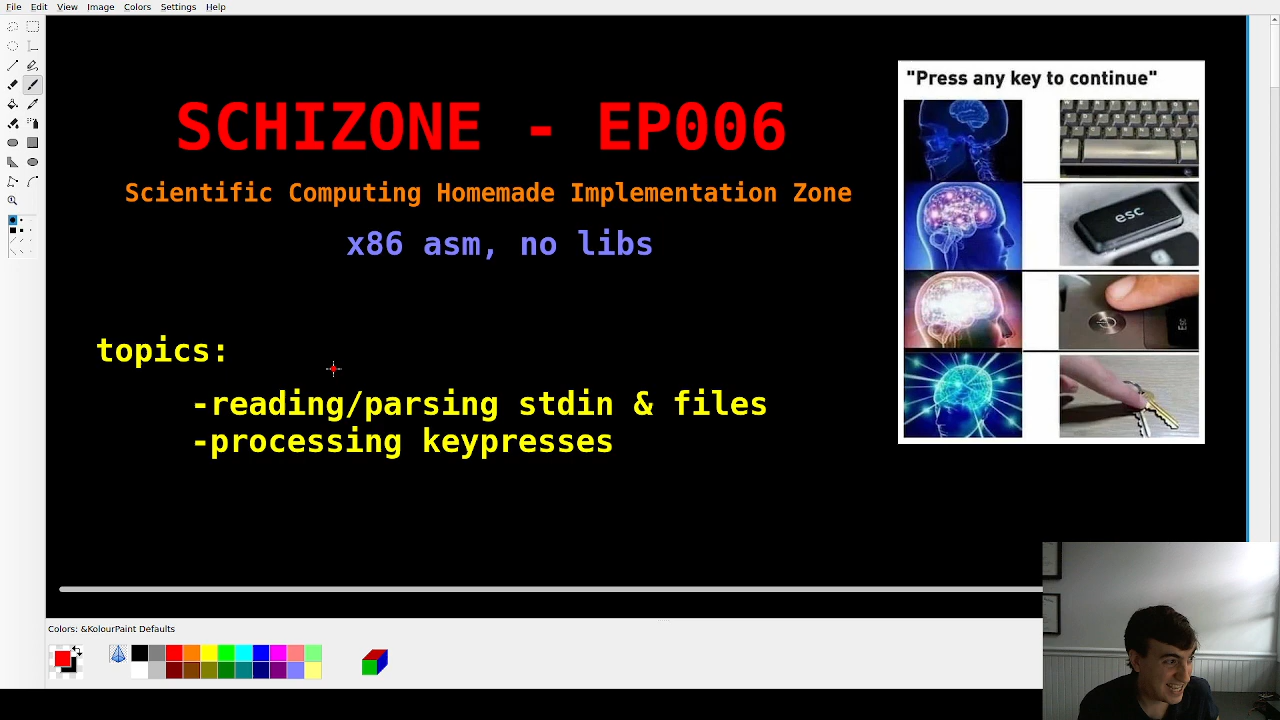 File Edit View Image Colors Settings Help
SCHIZONE - EP006
Scientific Computing Homemade Implementation Zone
x86 asm, no libs
topics:
-reading/parsing stdin & files
-processing keypresses
"Press any key to continue"
esc
Esc
Colors: &KolourPaint Defaults